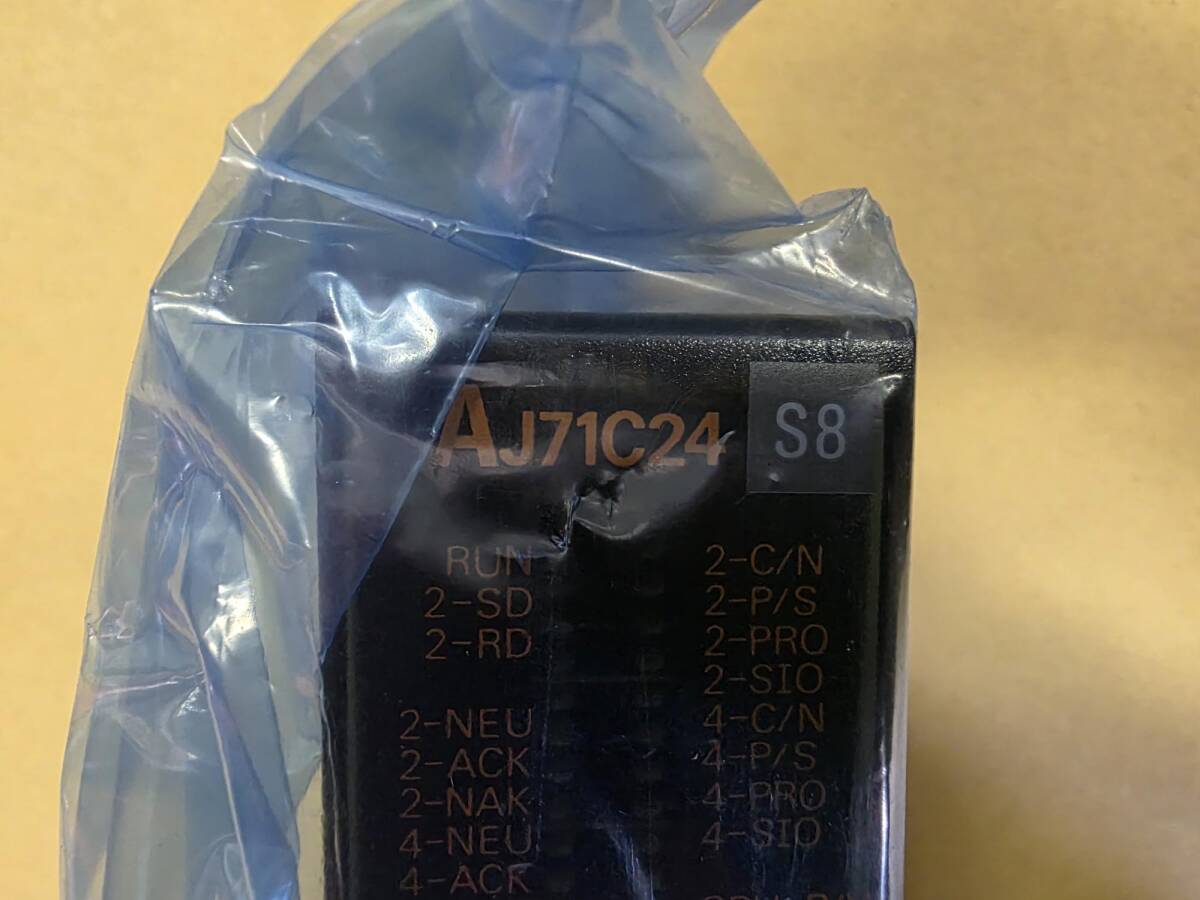 AJ71C24 S8
RUN 2-C/N
2-SD 2-P/S
2-RD 2-PRO
2-SIO
2-NEU 4-C/N
2-ACK 4-P/S
2-NAK 4-PRO
4-NEU 4-SIO
4-ACK